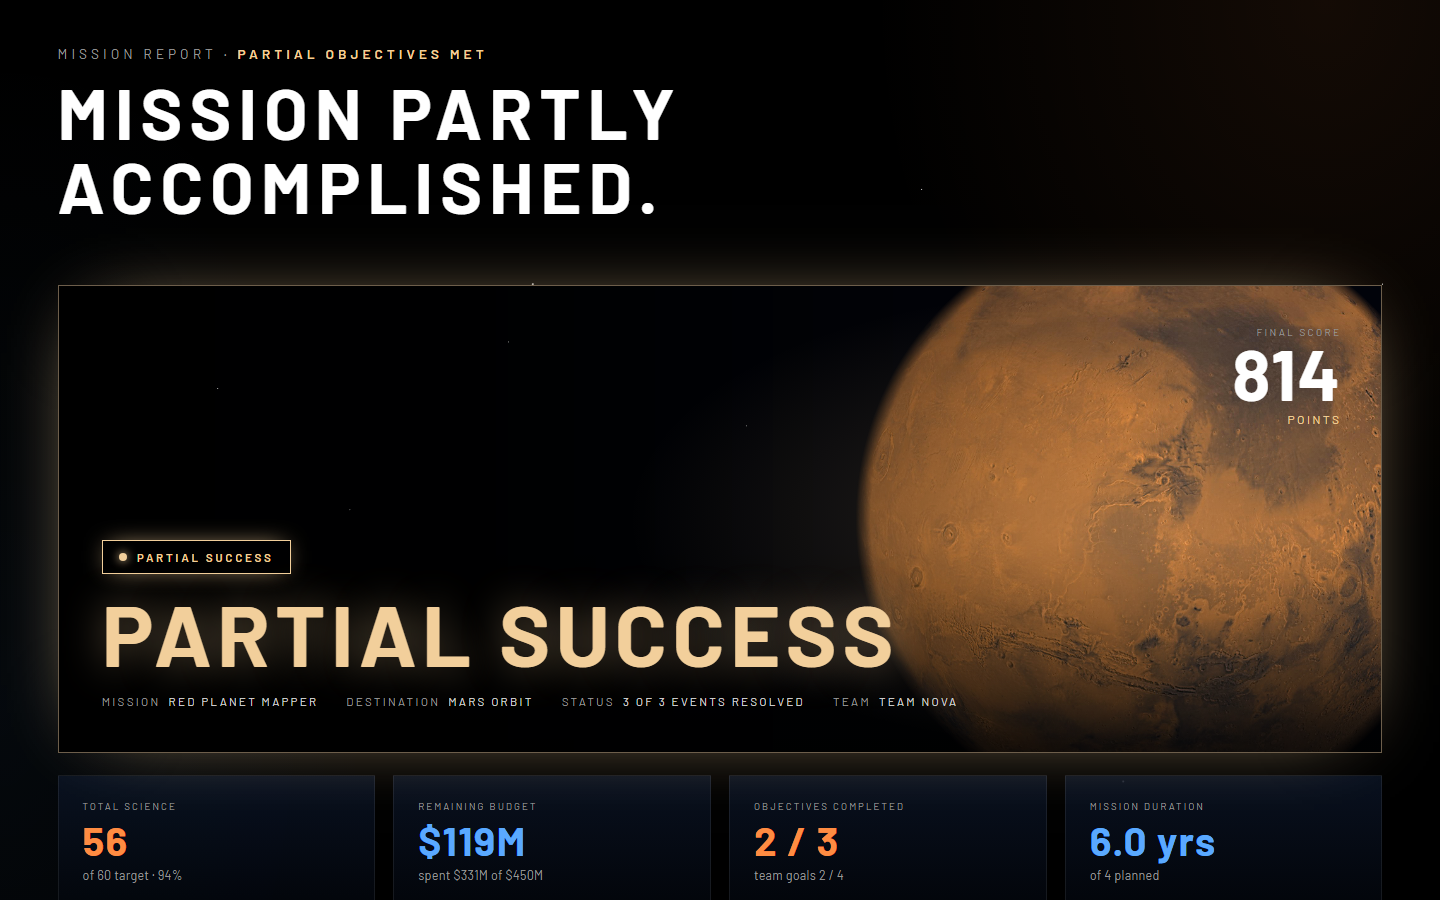 MISSION REPORT · PARTIAL OBJECTIVES MET
MISSION PARTLY
ACCOMPLISHED.
FINAL SCORE
814
POINTS
PARTIAL SUCCESS
PARTIAL SUCCESS
MISSION RED PLANET MAPPER DESTINATION MARS ORBIT STATUS 3 OF 3 EVENTS RESOLVED TEAM TEAM NOVA
TOTAL SCIENCE
56
of 60 target · 94%
REMAINING BUDGET
$119M
spent $331M of $450M
OBJECTIVES COMPLETED
2 / 3
team goals 2 / 4
MISSION DURATION
6.0 yrs
of 4 planned